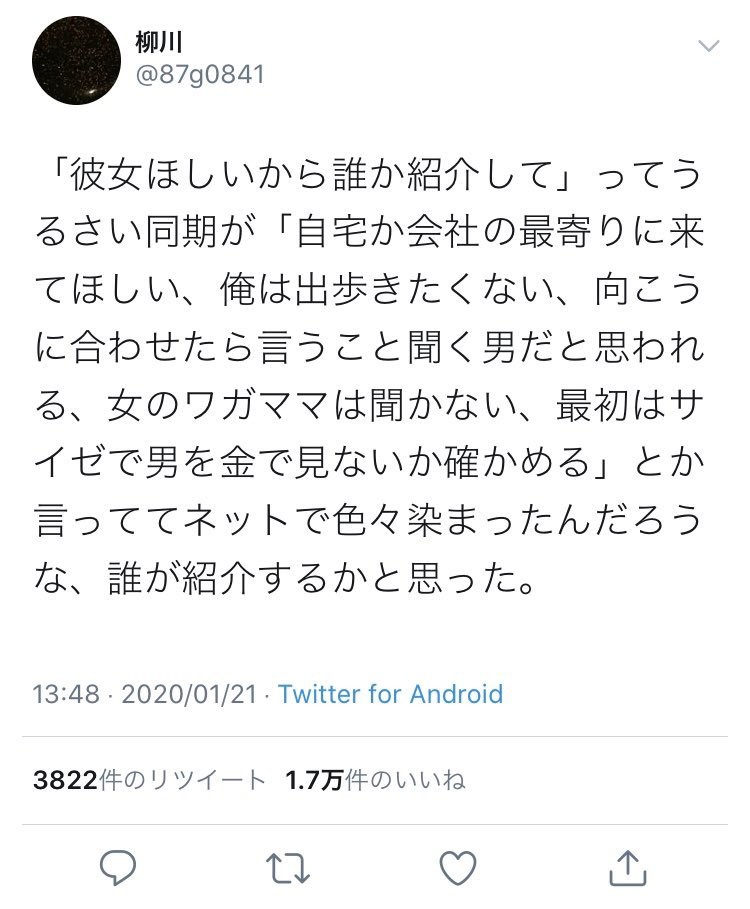 柳川
@87g0841
「彼女ほしいから誰か紹介して」ってう
るさい同期が「自宅か会社の最寄りに来
てほしい、俺は出歩きたくない、向こう
に合わせたら言うこと聞く男だと思われ
る、女のワガママは聞かない、最初はサ
イゼで男を金で見ないか確かめる」とか
言っててネットで色々染まったんだろう
な、誰が紹介するかと思った。
13:48 · 2020/01/21 · Twitter for Android
3822件のリツイート 1.7万件のいいね